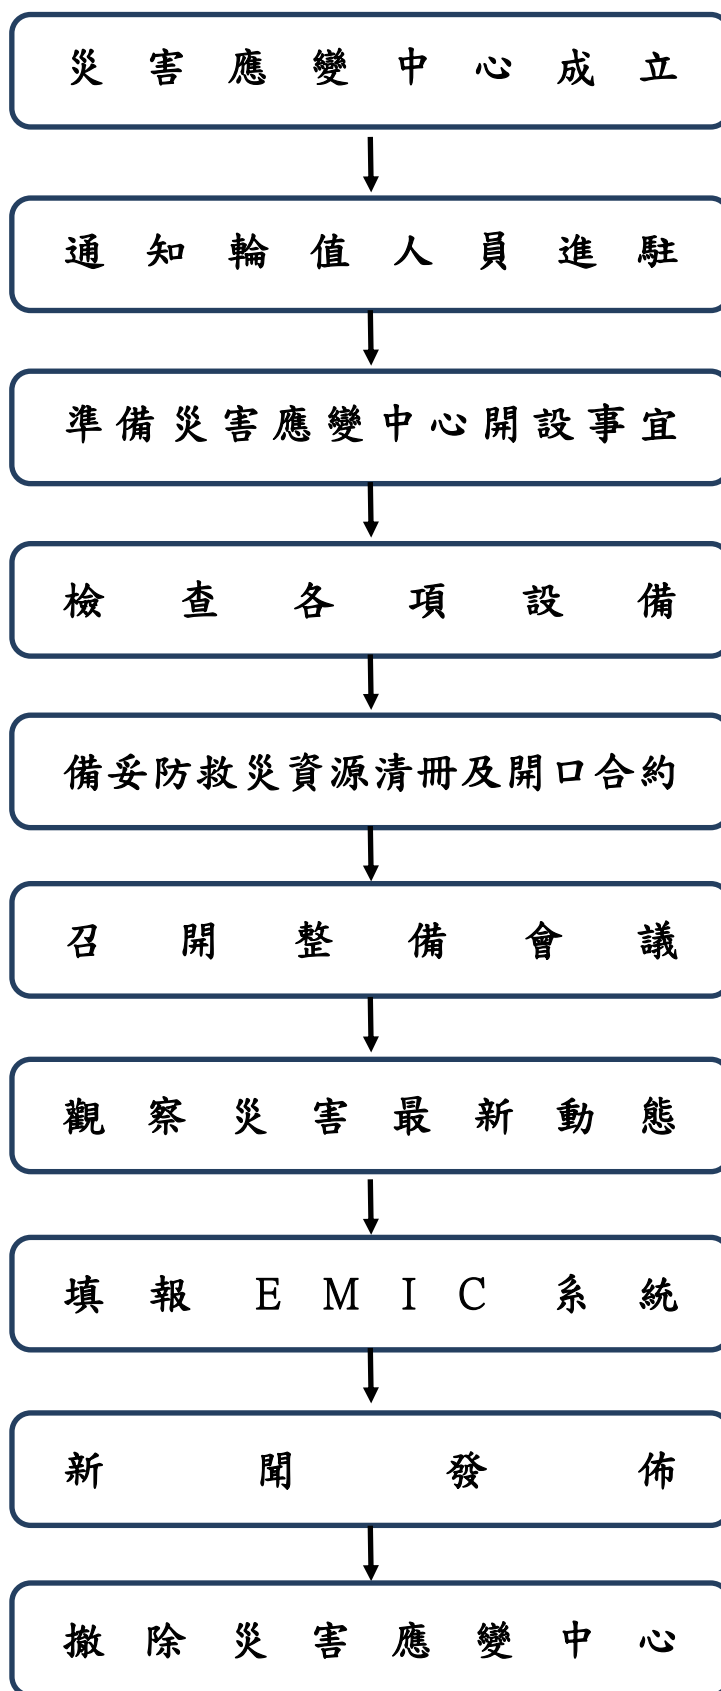 災害應變中心成立
通知輪值人員進駐
準備災害應變中心開設事宜
檢查各項設備
備妥防救災資源清冊及開口合約
召開整備會議
觀察災害最新動態
填報EMIC系統
新聞發佈
撤除災害應變中心